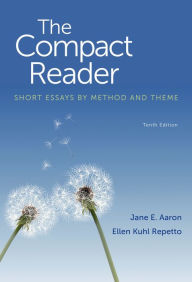 The
Compact
Reader
SHORT ESSAYS BY METHOD AND THEME
Tenth Edition
Jane E. Aaron
Ellen Kuhl Repetto